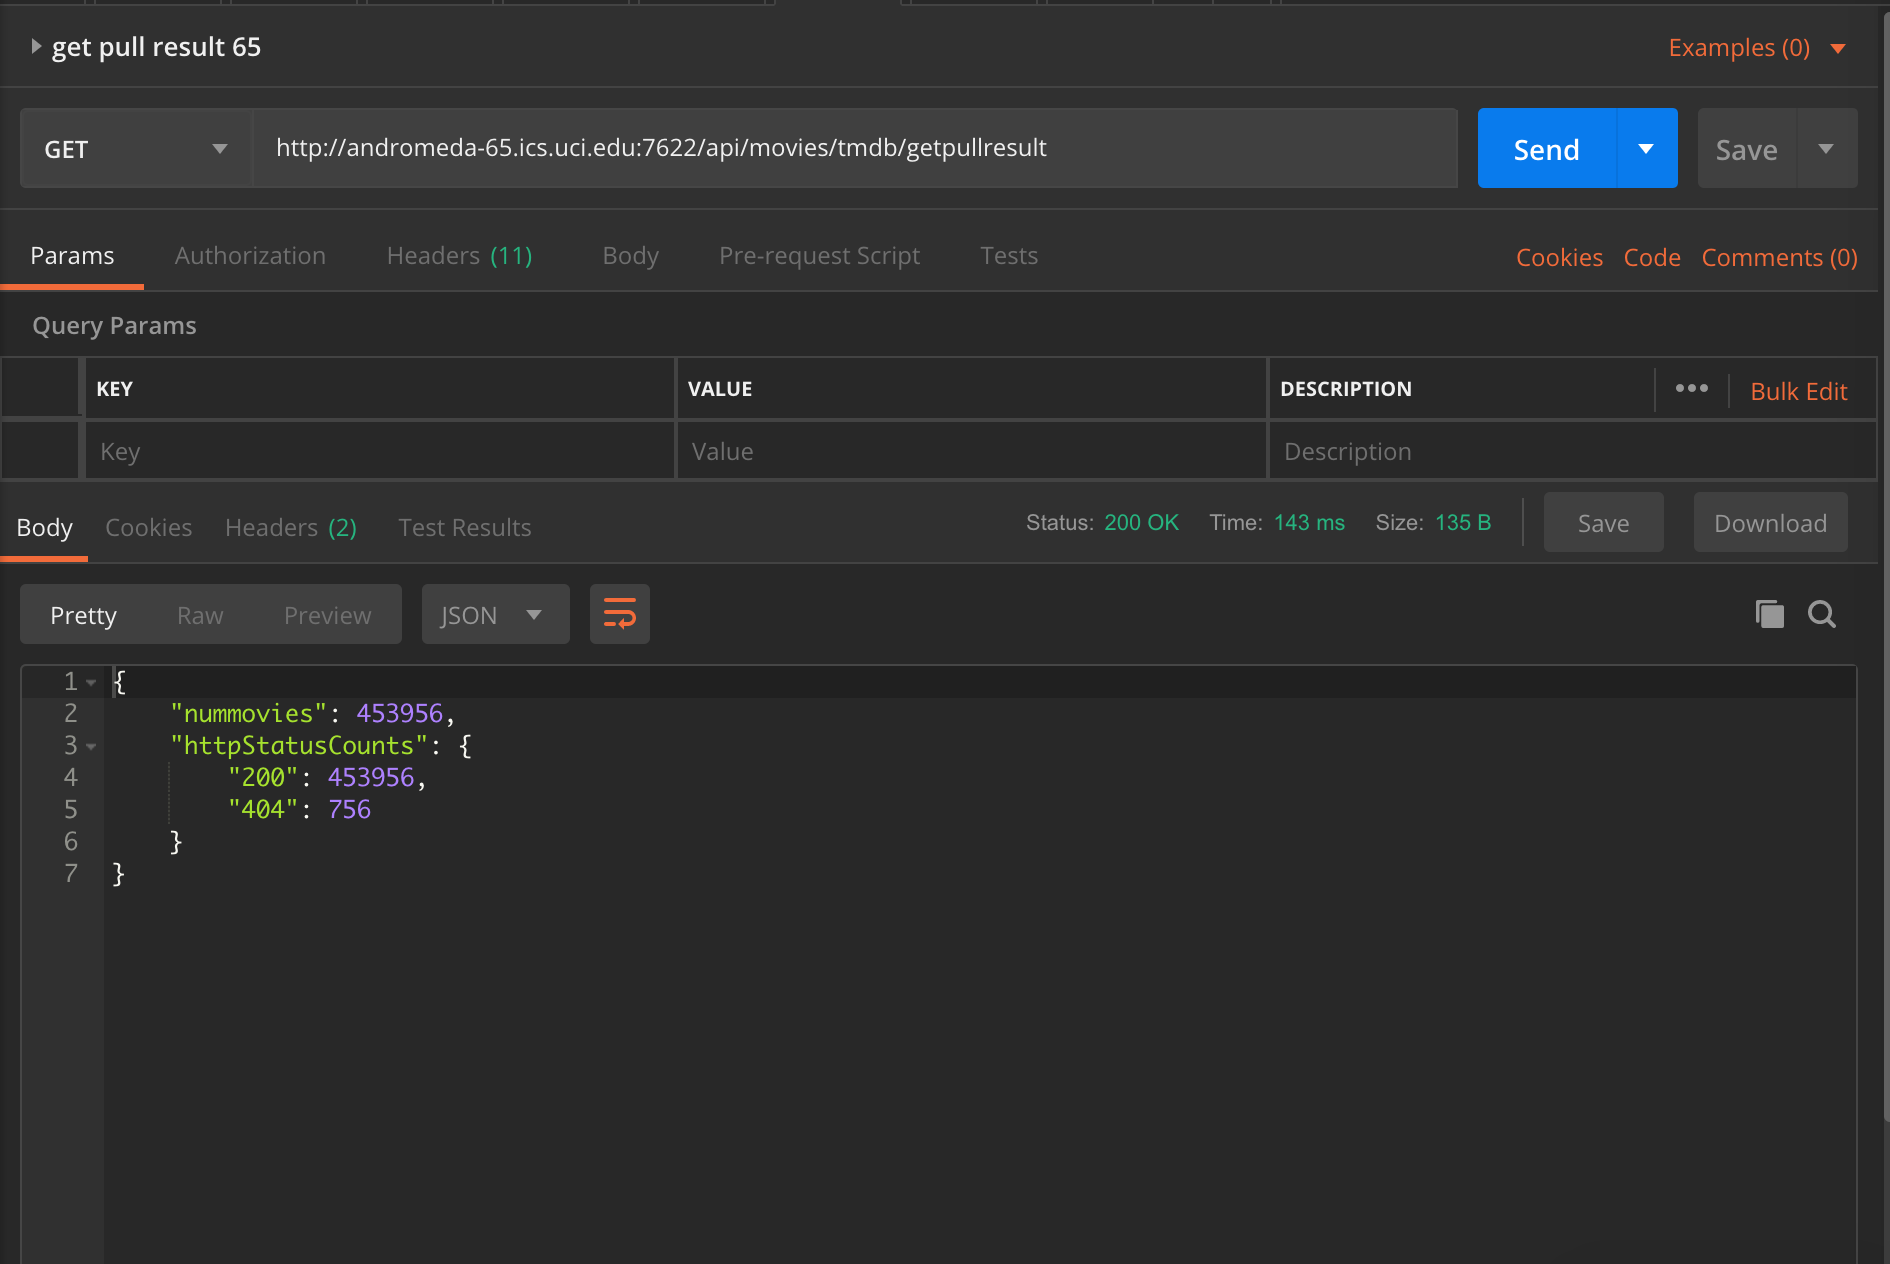 get pull result 65
Examples (0)
GET
http://andromeda-65.ics.uci.edu:7622/api/movies/tmdb/getpullresult
Send
Save
Params Authorization Headers (11) Body Pre-request Script Tests
Cookies Code Comments (0)
Query Params
KEY VALUE DESCRIPTION ••• Bulk Edit
Key Value Description
Body Cookies Headers (2) Test Results
Status: 200 OK Time: 143 ms Size: 135 B
Save Download
Pretty Raw Preview JSON
1 {
2 "nummovies": 453956,
3 "httpStatusCounts": {
4 "200": 453956,
5 "404": 756
6 }
7 }